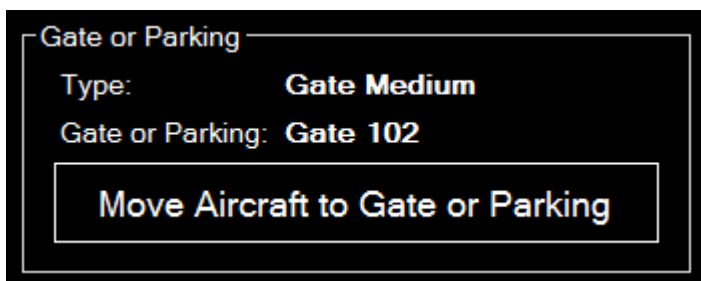 Gate or Parking
Type: Gate Medium
Gate or Parking: Gate 102
Move Aircraft to Gate or Parking